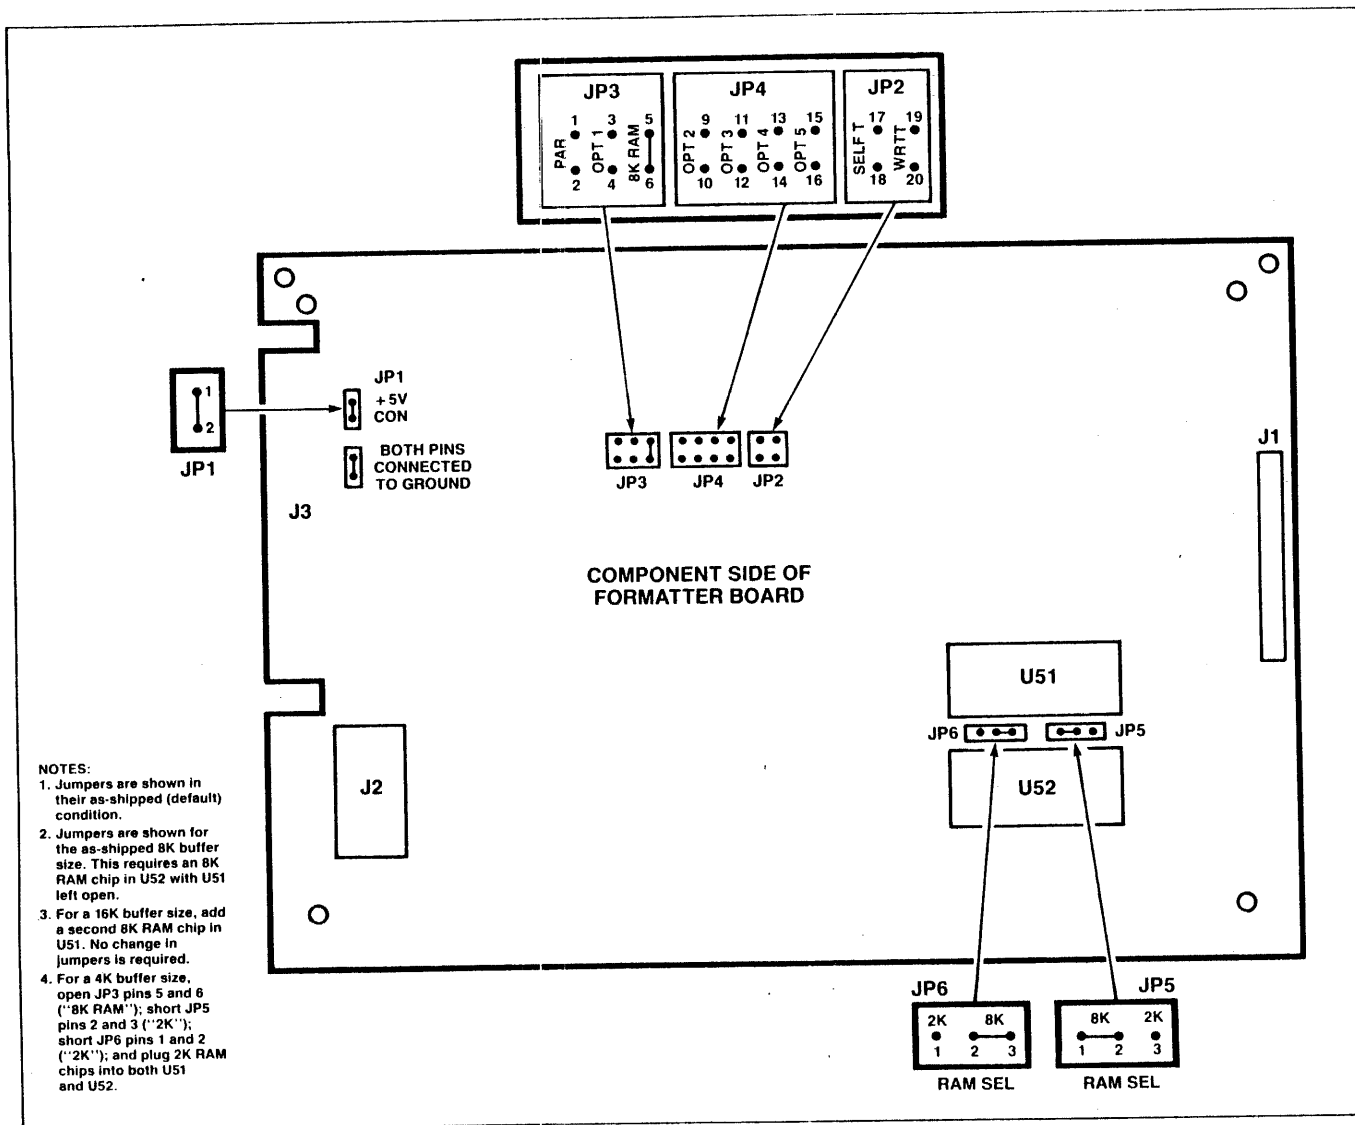 JP3 JP4 JP2
1 3 5 9 11 13 15 17 19
PAR OPT 1 8K RAM OPT 2 OPT 3 OPT 4 OPT 5 SELF T WRTT
2 4 6 10 12 14 16 18 20
1
2
JP1
JP1
+5V
CON
BOTH PINS
CONNECTED
TO GROUND
J3
JP3 JP4 JP2
J1
COMPONENT SIDE OF
FORMATTER BOARD
U51
JP6 JP5
U52
J2
NOTES:
1. Jumpers are shown in
their as-shipped (default)
condition.
2. Jumpers are shown for
the as-shipped 8K buffer
size. This requires an 8K
RAM chip in U52 with U51
left open.
3. For a 16K buffer size, add
a second 8K RAM chip in
U51. No change in
jumpers is required.
4. For a 4K buffer size,
open JP3 pins 5 and 6
("8K RAM"); short JP5
pins 2 and 3 ("2K");
short JP6 pins 1 and 2
("2K"); and plug 2K RAM
chips into both U51
and U52.
JP6 JP5
2K 8K 8K 2K
1 2 3 1 2 3
RAM SEL RAM SEL